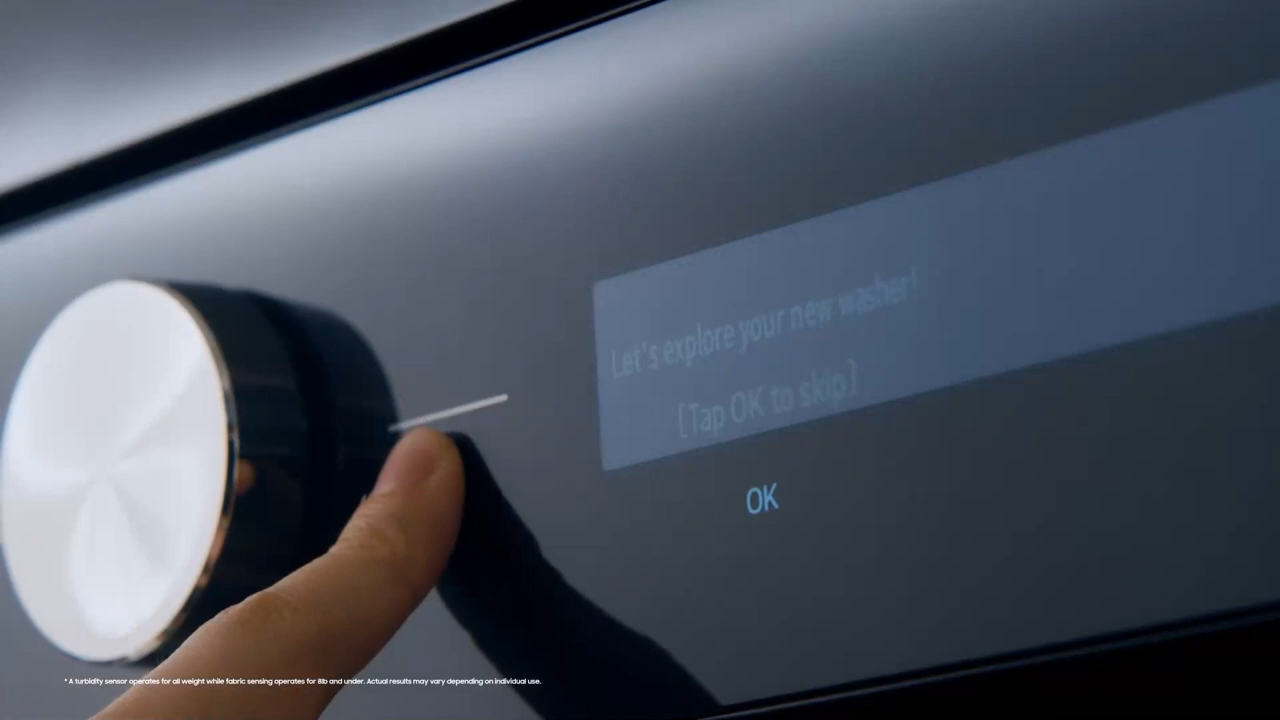 Let's explore your new washer!
[Tap OK to skip]
OK
* A turbidity sensor operates for all weight while fabric sensing operates for 8lb and under. Actual results may vary depending on individual use.